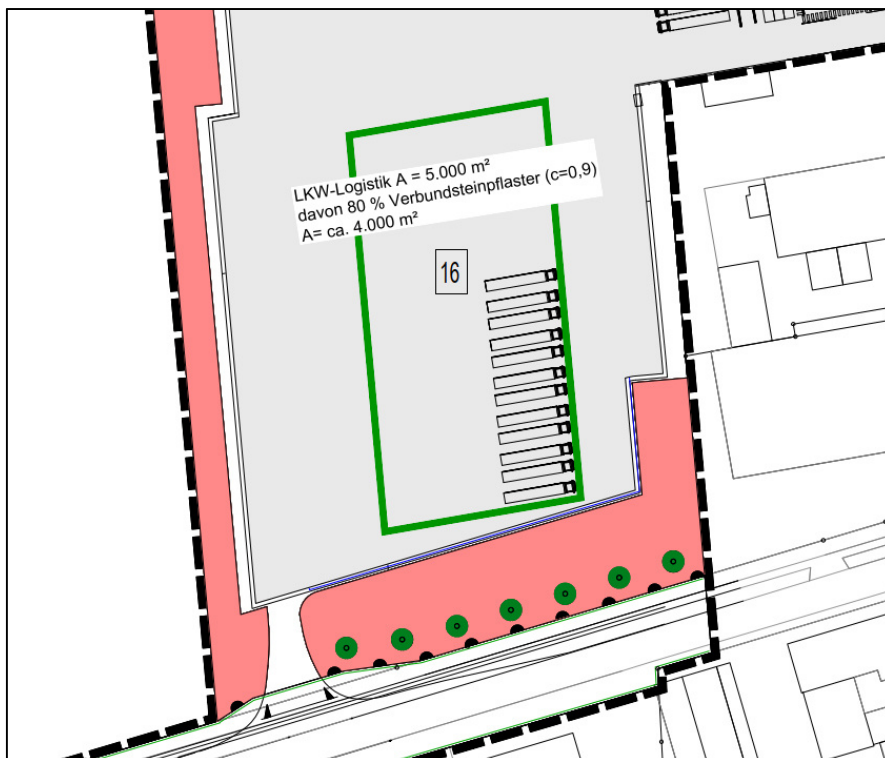 LKW-Logistik A = 5.000 m²
davon 80 % Verbundsteinpflaster (c=0,9)
A= ca. 4.000 m²
16